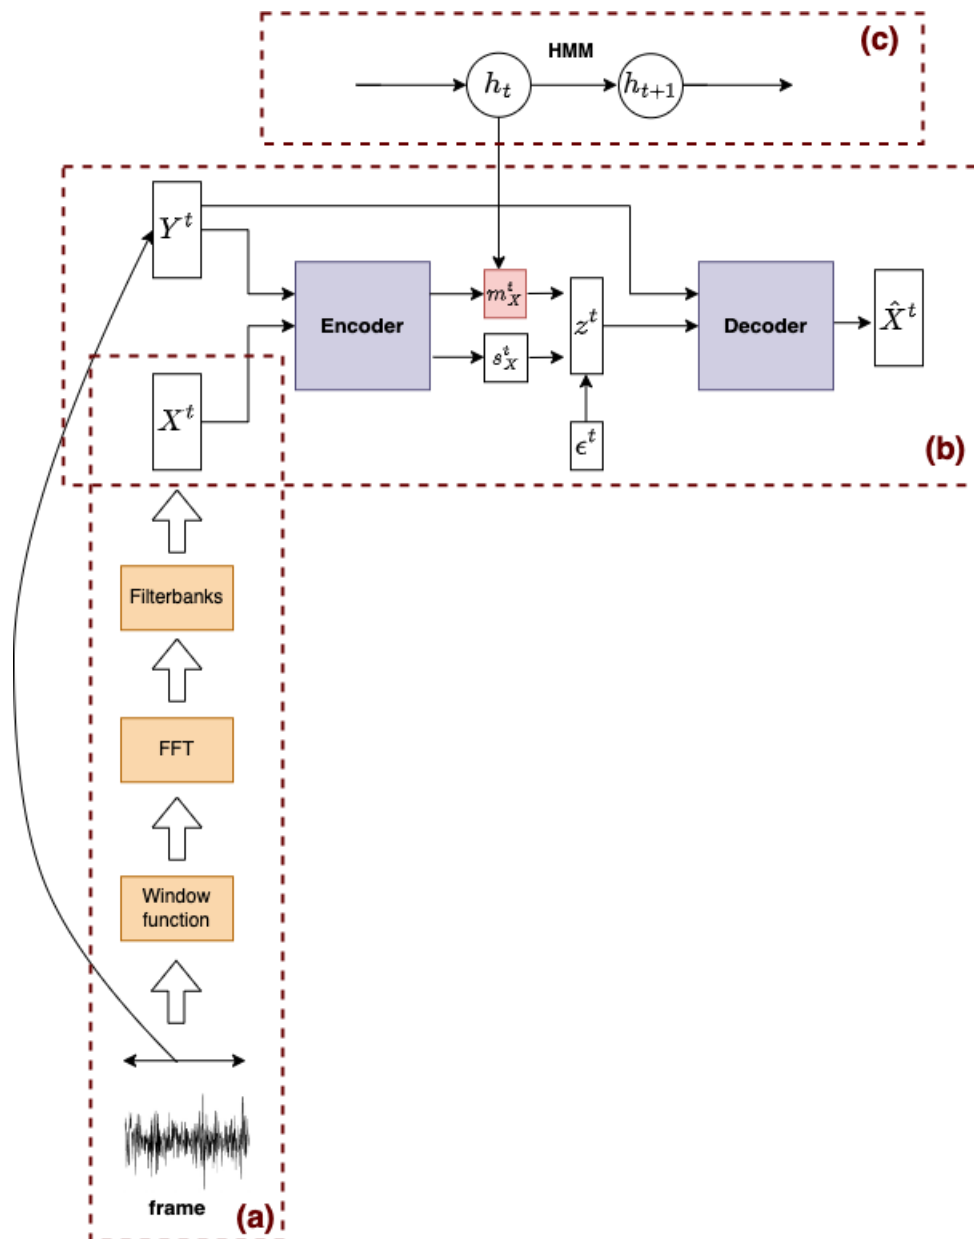 (c)
HMM
h_t
h_{t+1}
Y^t
Encoder
m_X^t
s_X^t
z^t
Decoder
\hat{X}^t
X^t
ϵ^t
(b)
Filterbanks
FFT
Window
function
frame
(a)